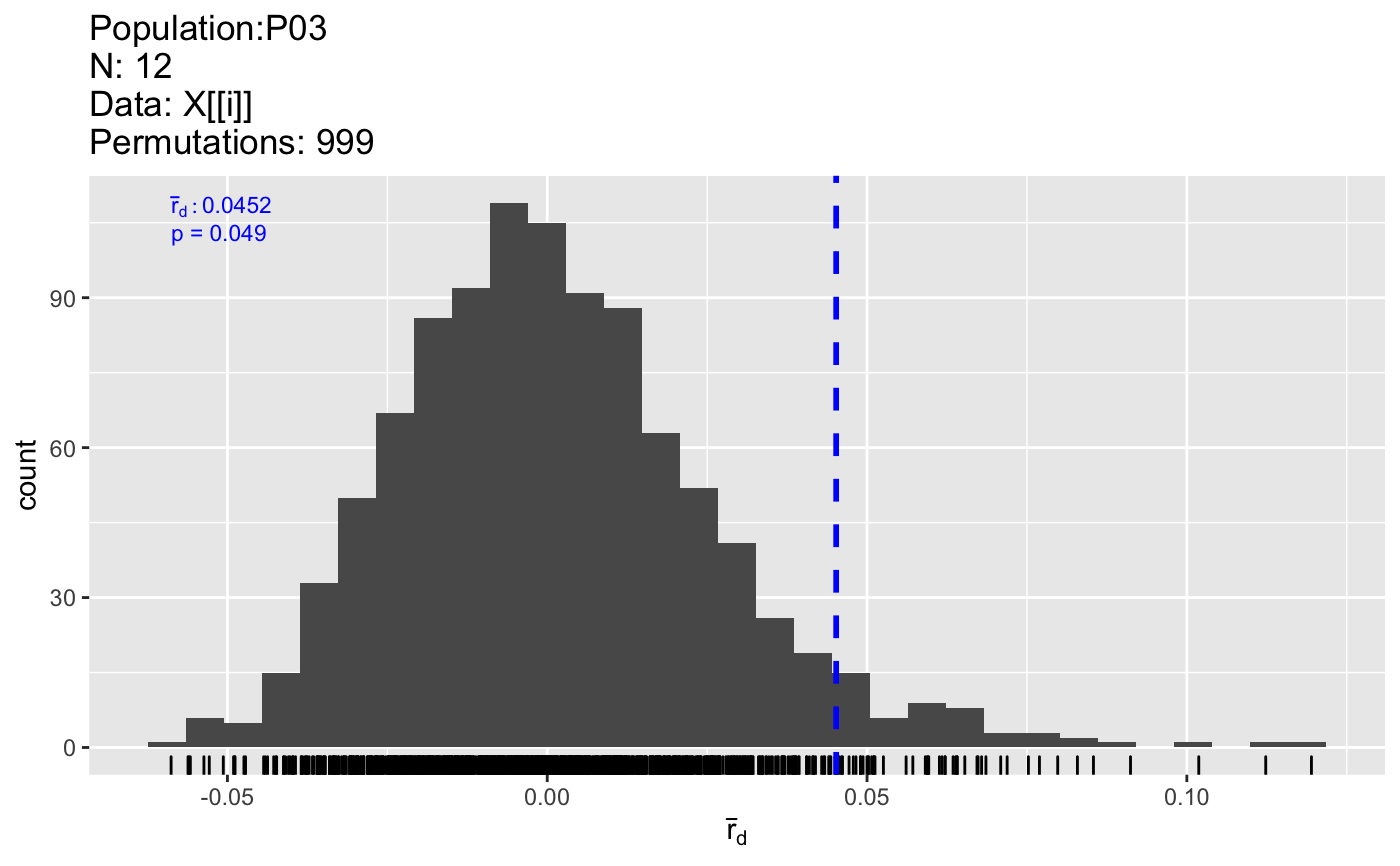 Population:P03
N: 12
Data: X[[i]]
Permutations: 999
r̄d : 0.0452
p = 0.049
count
90
60
30
0
-0.05
0.00
0.05
0.10
r̄d